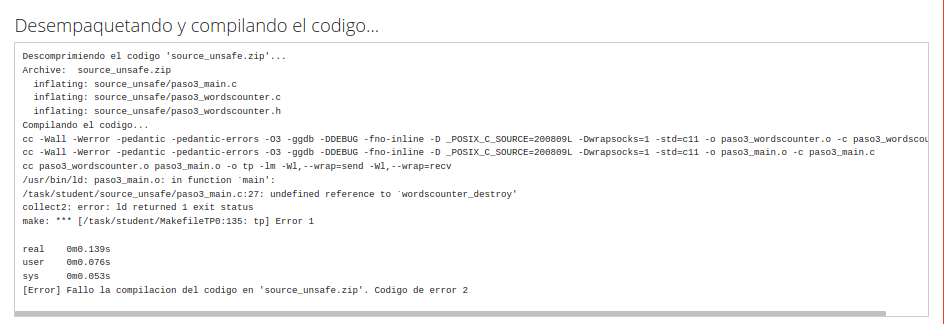 Desempaquetando y compilando el codigo...
Descomprimiendo el codigo 'source_unsafe.zip'...
Archive:  source_unsafe.zip
  inflating: source_unsafe/paso3_main.c
  inflating: source_unsafe/paso3_wordscounter.c
  inflating: source_unsafe/paso3_wordscounter.h
Compilando el codigo...
cc -Wall -Werror -pedantic -pedantic-errors -O3 -ggdb -DDEBUG -fno-inline -D _POSIX_C_SOURCE=200809L -Dwrapsocks=1 -std=c11 -o paso3_wordscounter.o -c paso3_wordscou
cc -Wall -Werror -pedantic -pedantic-errors -O3 -ggdb -DDEBUG -fno-inline -D _POSIX_C_SOURCE=200809L -Dwrapsocks=1 -std=c11 -o paso3_main.o -c paso3_main.c
cc paso3_wordscounter.o paso3_main.o -o tp -lm -Wl,--wrap=send -Wl,--wrap=recv
/usr/bin/ld: paso3_main.o: in function `main':
/task/student/source_unsafe/paso3_main.c:27: undefined reference to `wordscounter_destroy'
collect2: error: ld returned 1 exit status
make: *** [/task/student/MakefileTP0:135: tp] Error 1
real    0m0.139s
user    0m0.076s
sys     0m0.053s
[Error] Fallo la compilacion del codigo en 'source_unsafe.zip'. Codigo de error 2